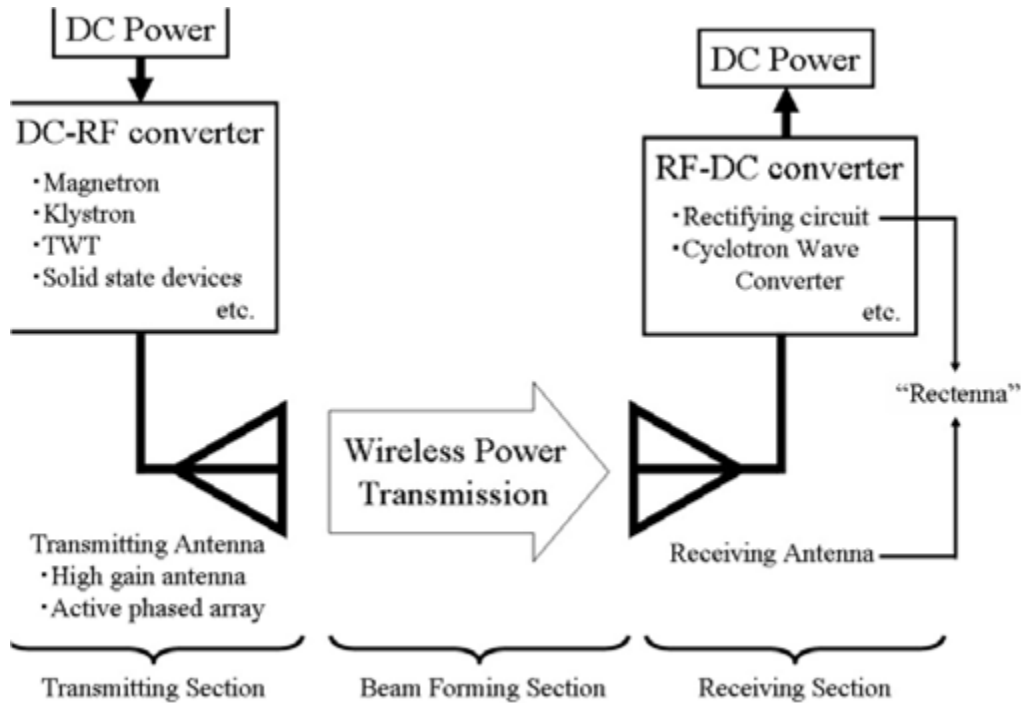 DC Power
DC-RF converter
・Magnetron
・Klystron
・TWT
・Solid state devices
etc.
Transmitting Antenna
・High gain antenna
・Active phased array
Transmitting Section
Wireless Power
Transmission
Beam Forming Section
DC Power
RF-DC converter
・Rectifying circuit
・Cyclotron Wave
Converter
etc.
“Rectenna”
Receiving Antenna
Receiving Section